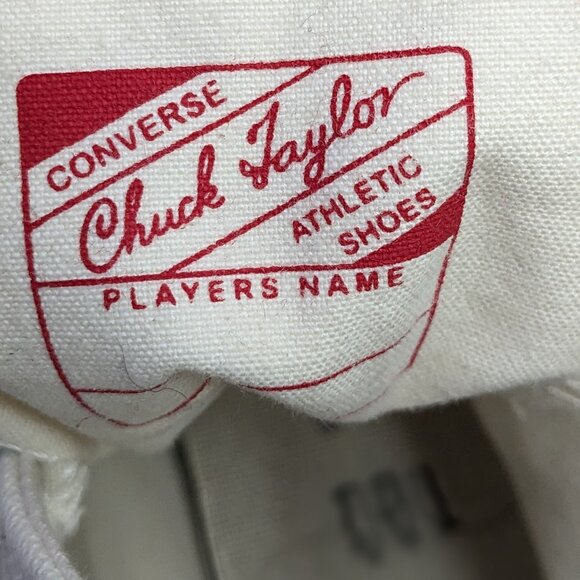 CONVERSE
Chuck Taylor
ATHLETIC
SHOES
PLAYERS NAME